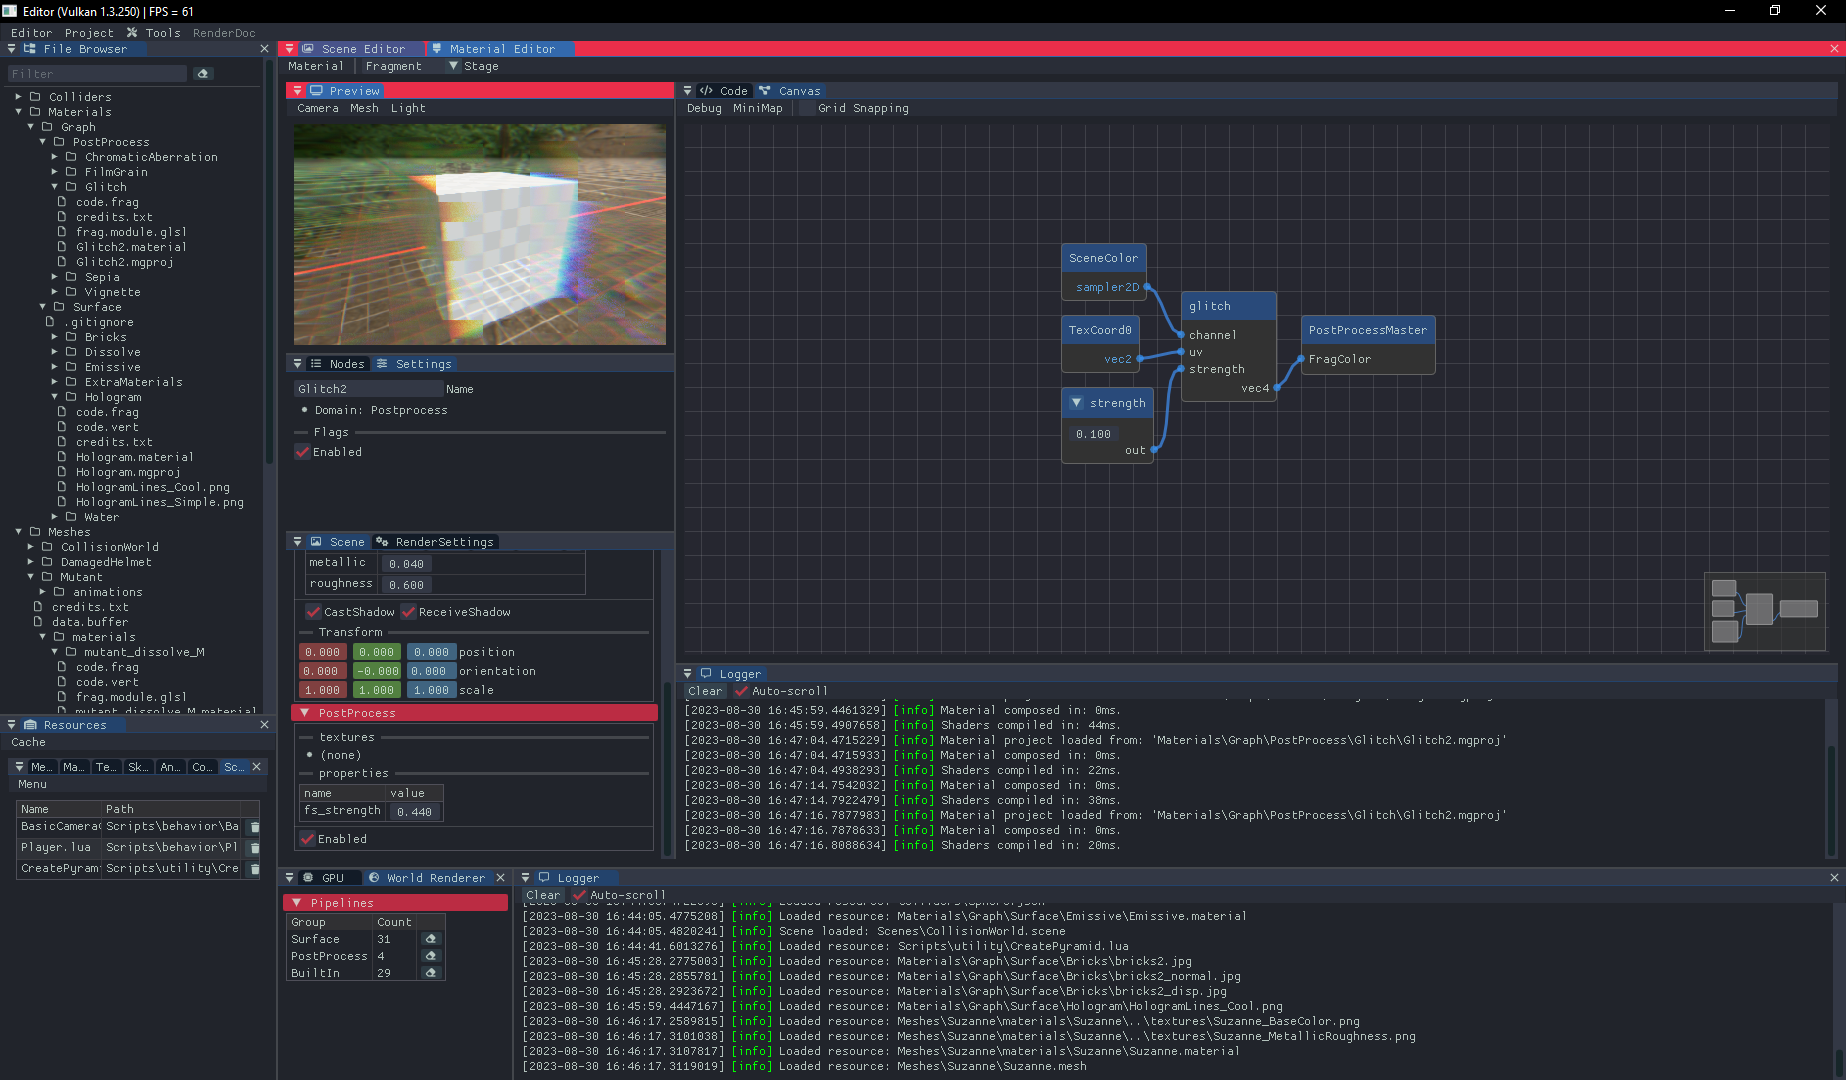 Editor (Vulkan 1.3.250) | FPS = 61
Editor Project Tools RenderDoc
File Browser
Filter
Colliders
Materials
Graph
PostProcess
ChromaticAberration
FilmGrain
Glitch
code.frag
credits.txt
frag.module.glsl
Glitch2.material
Glitch2.mgproj
Sepia
Vignette
Surface
.gitignore
Bricks
Dissolve
Emissive
ExtraMaterials
Hologram
code.frag
code.vert
credits.txt
Hologram.material
Hologram.mgproj
HologramLines_Cool.png
HologramLines_Simple.png
Water
Meshes
CollisionWorld
DamagedHelmet
Mutant
animations
credits.txt
data.buffer
materials
mutant_dissolve_M
code.frag
code.vert
frag.module.glsl
mutant_dissolve_M.material
Resources
Cache
Me.. Ma.. Te.. Sk.. An.. Co.. Sc..
Menu
Name Path
BasicCamera Scripts\behavior\Ba
Player.lua Scripts\behavior\Pl
CreatePyram Scripts\utility\Cre
Scene Editor Material Editor
Material Fragment Stage
Preview
Camera Mesh Light
Nodes Settings
Glitch2 Name
Domain: Postprocess
Flags
Enabled
Scene RenderSettings
metallic 0.040
roughness 0.600
CastShadow ReceiveShadow
Transform
0.000 0.000 0.000 position
0.000 -0.000 0.000 orientation
1.000 1.000 1.000 scale
PostProcess
textures
(none)
properties
name value
fs_strength 0.440
Enabled
Code Canvas
Debug MiniMap Grid Snapping
SceneColor
sampler2D
TexCoord0
vec2
strength
0.100
out
glitch
channel
uv
strength
vec4
PostProcessMaster
FragColor
Logger
Clear Auto-scroll
[2023-08-30 16:45:59.4461329] [info] Material composed in: 0ms.
[2023-08-30 16:45:59.4907658] [info] Shaders compiled in: 44ms.
[2023-08-30 16:47:04.4715229] [info] Material project loaded from: 'Materials\Graph\PostProcess\Glitch\Glitch2.mgproj'
[2023-08-30 16:47:04.4715933] [info] Material composed in: 0ms.
[2023-08-30 16:47:04.4938293] [info] Shaders compiled in: 22ms.
[2023-08-30 16:47:14.7542032] [info] Material composed in: 0ms.
[2023-08-30 16:47:14.7922479] [info] Shaders compiled in: 38ms.
[2023-08-30 16:47:16.7877983] [info] Material project loaded from: 'Materials\Graph\PostProcess\Glitch\Glitch2.mgproj'
[2023-08-30 16:47:16.7878633] [info] Material composed in: 0ms.
[2023-08-30 16:47:16.8088634] [info] Shaders compiled in: 20ms.
GPU World Renderer
Pipelines
Group Count
Surface 31
PostProcess 4
BuiltIn 29
Logger
Clear Auto-scroll
[2023-08-30 16:44:05.4775208] [info] Loaded resource: Materials\Graph\Surface\Emissive\Emissive.material
[2023-08-30 16:44:05.4820241] [info] Scene loaded: Scenes\CollisionWorld.scene
[2023-08-30 16:44:41.6013276] [info] Loaded resource: Scripts\utility\CreatePyramid.lua
[2023-08-30 16:45:28.2775003] [info] Loaded resource: Materials\Graph\Surface\Bricks\bricks2.jpg
[2023-08-30 16:45:28.2855781] [info] Loaded resource: Materials\Graph\Surface\Bricks\bricks2_normal.jpg
[2023-08-30 16:45:28.2923672] [info] Loaded resource: Materials\Graph\Surface\Bricks\bricks2_disp.jpg
[2023-08-30 16:45:59.4447167] [info] Loaded resource: Materials\Graph\Surface\Hologram\HologramLines_Cool.png
[2023-08-30 16:46:17.2589815] [info] Loaded resource: Meshes\Suzanne\materials\Suzanne\..\textures\Suzanne_BaseColor.png
[2023-08-30 16:46:17.3101038] [info] Loaded resource: Meshes\Suzanne\materials\Suzanne\..\textures\Suzanne_MetallicRoughness.png
[2023-08-30 16:46:17.3107817] [info] Loaded resource: Meshes\Suzanne\materials\Suzanne\Suzanne.material
[2023-08-30 16:46:17.3119019] [info] Loaded resource: Meshes\Suzanne\Suzanne.mesh